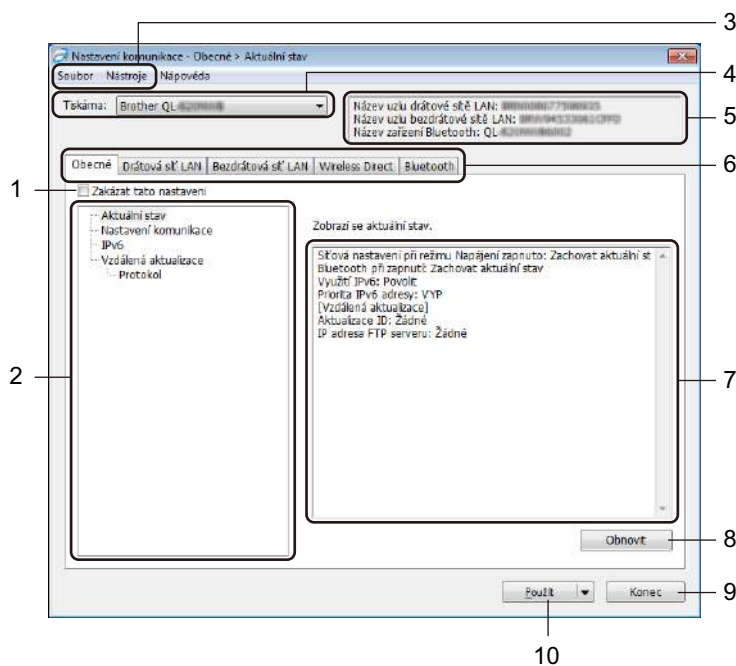 3
Nastavení komunikace - Obecné > Aktuální stav
Soubor Nástroje Nápověda
4
Tiskárna: Brother QL-
Název uzlu drátové sítě LAN:
Název uzlu bezdrátové sítě LAN:
Název zařízení Bluetooth: QL-
5
Obecné Drátová síť LAN Bezdrátová síť LAN Wireless Direct Bluetooth
6
1
Zakázat tato nastavení
Aktuální stav
Nastavení komunikace
IPv6
Vzdálená aktualizace
Protokol
2
Zobrazí se aktuální stav.
Síťová nastavení při režimu Napájení zapnuto: Zachovat aktuální st
Bluetooth při zapnutí: Zachovat aktuální stav
Využití IPv6: Povolit
Priorita IPv6 adresy: VYP
[Vzdálená aktualizace]
Aktualizace ID: Žádné
IP adresa FTP serveru: Žádné
7
Obnovit
8
Použít
Konec
9
10